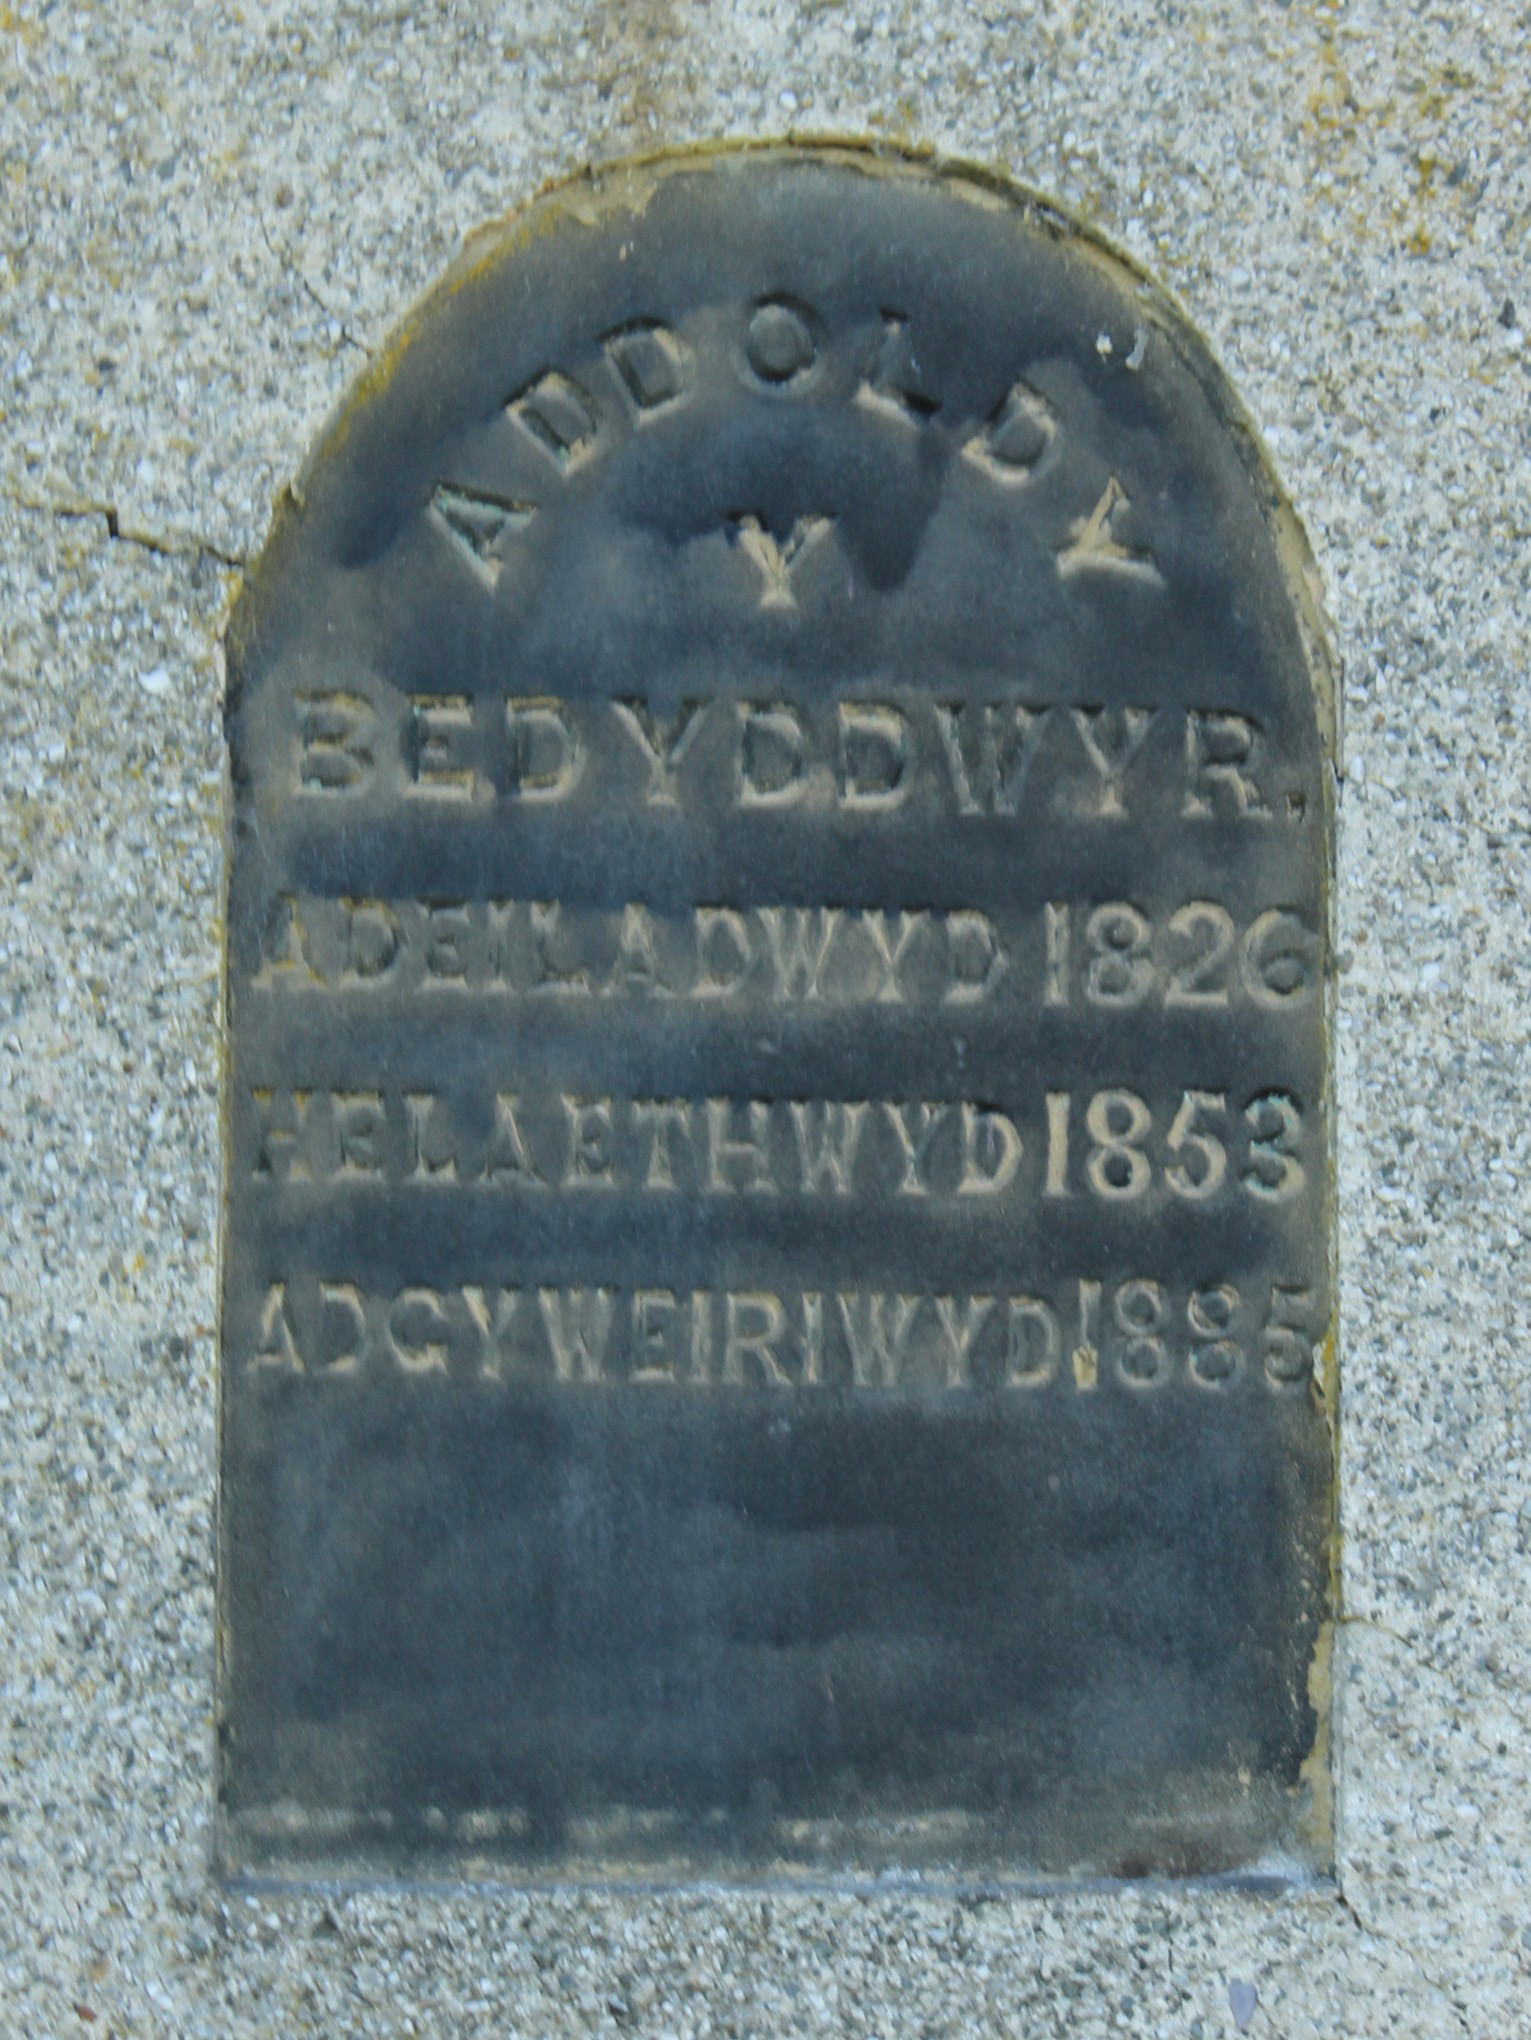 ADDOLDY
Y
BEDYDDWYR.
ADEILADWYD 1826
HELAETHWYD 1853
ADGYWEIRIWYD 1885